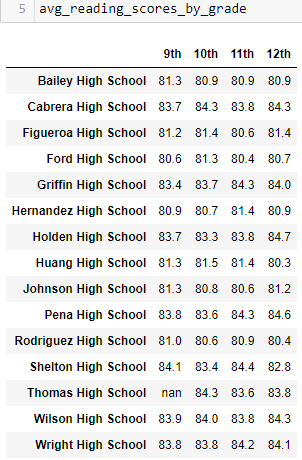 5 avg_reading_scores_by_grade
9th 10th 11th 12th
Bailey High School 81.3 80.9 80.9 80.9
Cabrera High School 83.7 84.3 83.8 84.3
Figueroa High School 81.2 81.4 80.6 81.4
Ford High School 80.6 81.3 80.4 80.7
Griffin High School 83.4 83.7 84.3 84.0
Hernandez High School 80.9 80.7 81.4 80.9
Holden High School 83.7 83.3 83.8 84.7
Huang High School 81.3 81.5 81.4 80.3
Johnson High School 81.3 80.8 80.6 81.2
Pena High School 83.8 83.6 84.3 84.6
Rodriguez High School 81.0 80.6 80.9 80.4
Shelton High School 84.1 83.4 84.4 82.8
Thomas High School nan 84.3 83.6 83.8
Wilson High School 83.9 84.0 83.8 84.3
Wright High School 83.8 83.8 84.2 84.1